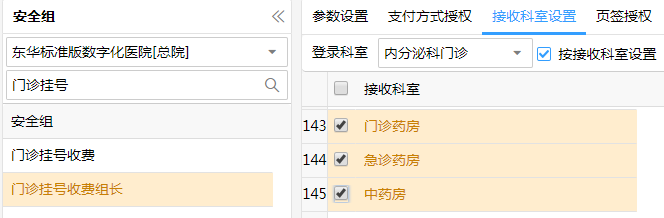 安全组
东华标准版数字化医院[总院]
门诊挂号
安全组
门诊挂号收费
门诊挂号收费组长
参数设置 支付方式授权 接收科室设置 页签授权
登录科室 内分泌科门诊 按接收科室设置
接收科室
143 门诊药房
144 急诊药房
145 中药房